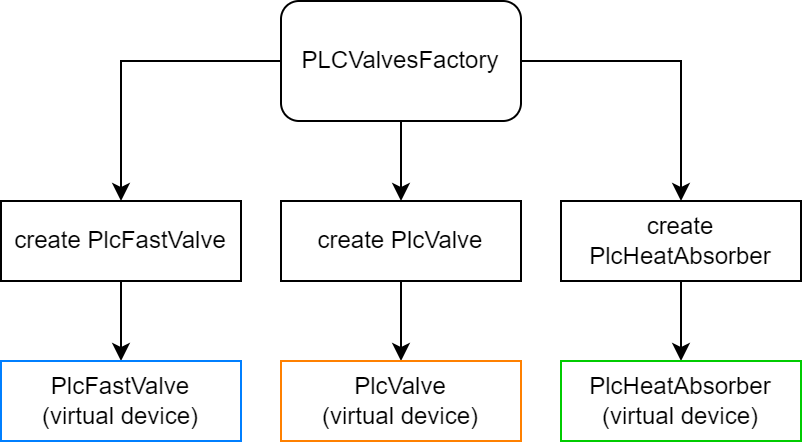 PLCValvesFactory
create PlcFastValve
create PlcValve
create
PlcHeatAbsorber
PlcFastValve
(virtual device)
PlcValve
(virtual device)
PlcHeatAbsorber
(virtual device)